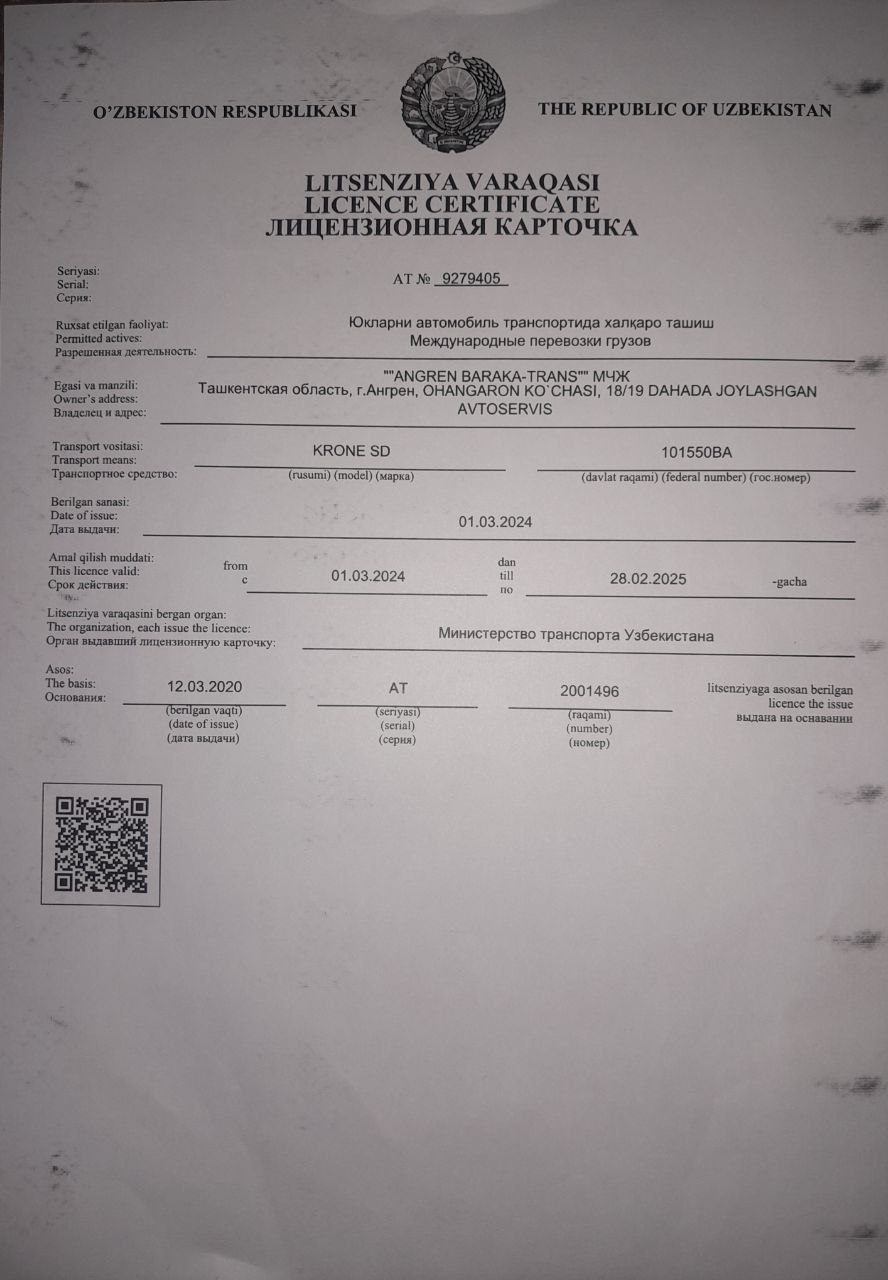 O'ZBEKISTON RESPUBLIKASI
THE REPUBLIC OF UZBEKISTAN
LITSENZIYA VARAQASI
LICENCE CERTIFICATE
ЛИЦЕНЗИОННАЯ КАРТОЧКА
Seriyasi:
Serial:
Серия:
АТ № 9279405
Ruxsat etilgan faoliyat:
Permitted actives:
Разрешенная деятельность:
Юкларни автомобиль транспортида халқаро ташиш
Международные перевозки грузов
Egasi va manzili:
Owner's address:
Владелец и адрес:
""ANGREN BARAKA-TRANS"" МЧЖ
Ташкентская область, г.Ангрен, OHANGARON KO`CHASI, 18/19 DAHADA JOYLASHGAN
AVTOSERVIS
Transport vositasi:
Transport means:
Транспортное средство:
KRONE SD
(rusumi) (model) (марка)
101550BA
(davlat raqami) (federal number) (гос.номер)
Berilgan sanasi:
Date of issue:
Дата выдачи:
01.03.2024
Amal qilish muddati:
This licence valid:
Срок действия:
from
с
01.03.2024
dan
till
по
28.02.2025
-gacha
Litsenziya varaqasini bergan organ:
The organization, each issue the licence:
Орган выдавший лицензионную карточку:
Министерство транспорта Узбекистана
Asos:
The basis:
Основания:
12.03.2020
(berilgan vaqti)
(date of issue)
(дата выдачи)
АТ
(seriyasi)
(serial)
(серия)
2001496
(raqami)
(number)
(номер)
litsenziyaga asosan berilgan
licence the issue
выдана на оснавании